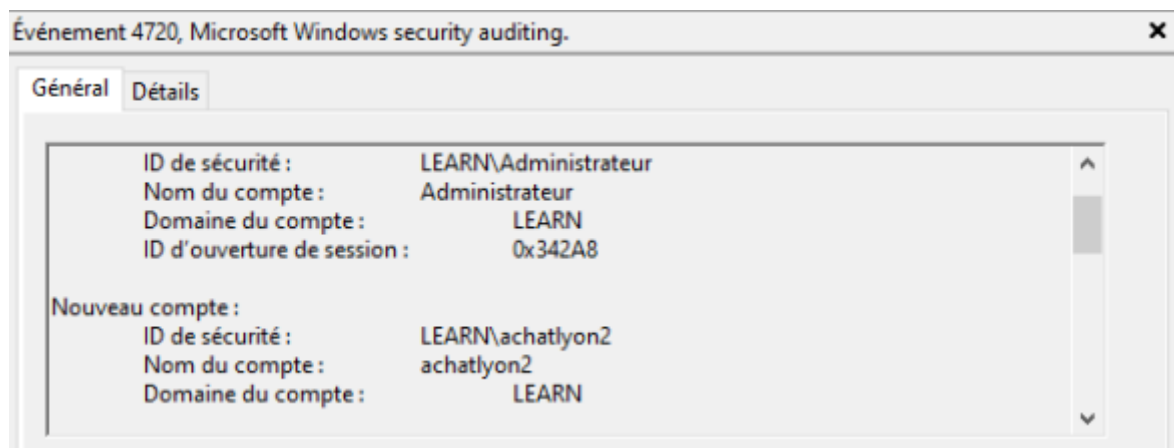 Événement 4720, Microsoft Windows security auditing.
Général Détails
ID de sécurité : LEARN\Administrateur
Nom du compte : Administrateur
Domaine du compte : LEARN
ID d'ouverture de session : 0x342A8
Nouveau compte :
ID de sécurité : LEARN\achatlyon2
Nom du compte : achatlyon2
Domaine du compte : LEARN